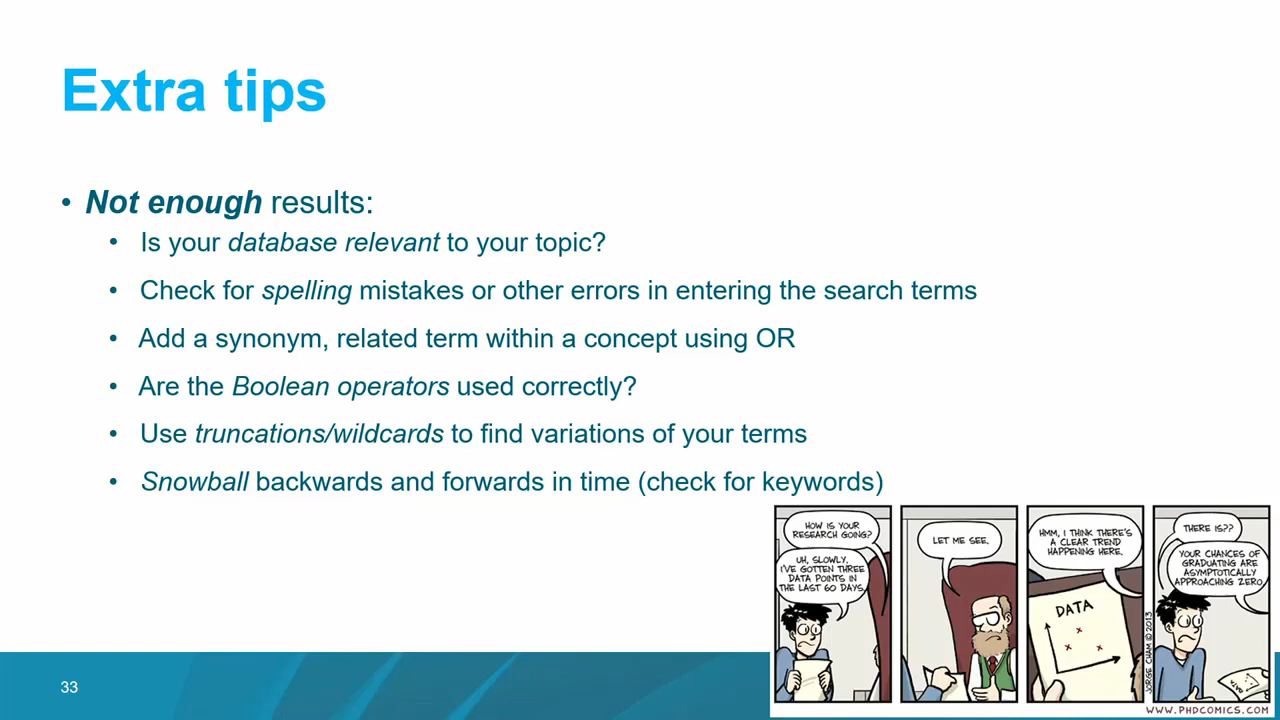 Extra tips
• Not enough results:
• Is your database relevant to your topic?
• Check for spelling mistakes or other errors in entering the search terms
• Add a synonym, related term within a concept using OR
• Are the Boolean operators used correctly?
• Use truncations/wildcards to find variations of your terms
• Snowball backwards and forwards in time (check for keywords)
HOW IS YOUR
RESEARCH GOING?
UH, SLOWLY.
I'VE GOTTEN THREE
DATA POINTS IN
THE LAST 60 DAYS.
LET ME SEE.
HMM, I THINK THERE'S
A CLEAR TREND
HAPPENING HERE.
DATA
THERE IS??
YOUR CHANCES OF
GRADUATING ARE
ASYMPTOTICALLY
APPROACHING ZERO
JORGE CHAM © 2013
WWW.PHDCOMICS.COM
33